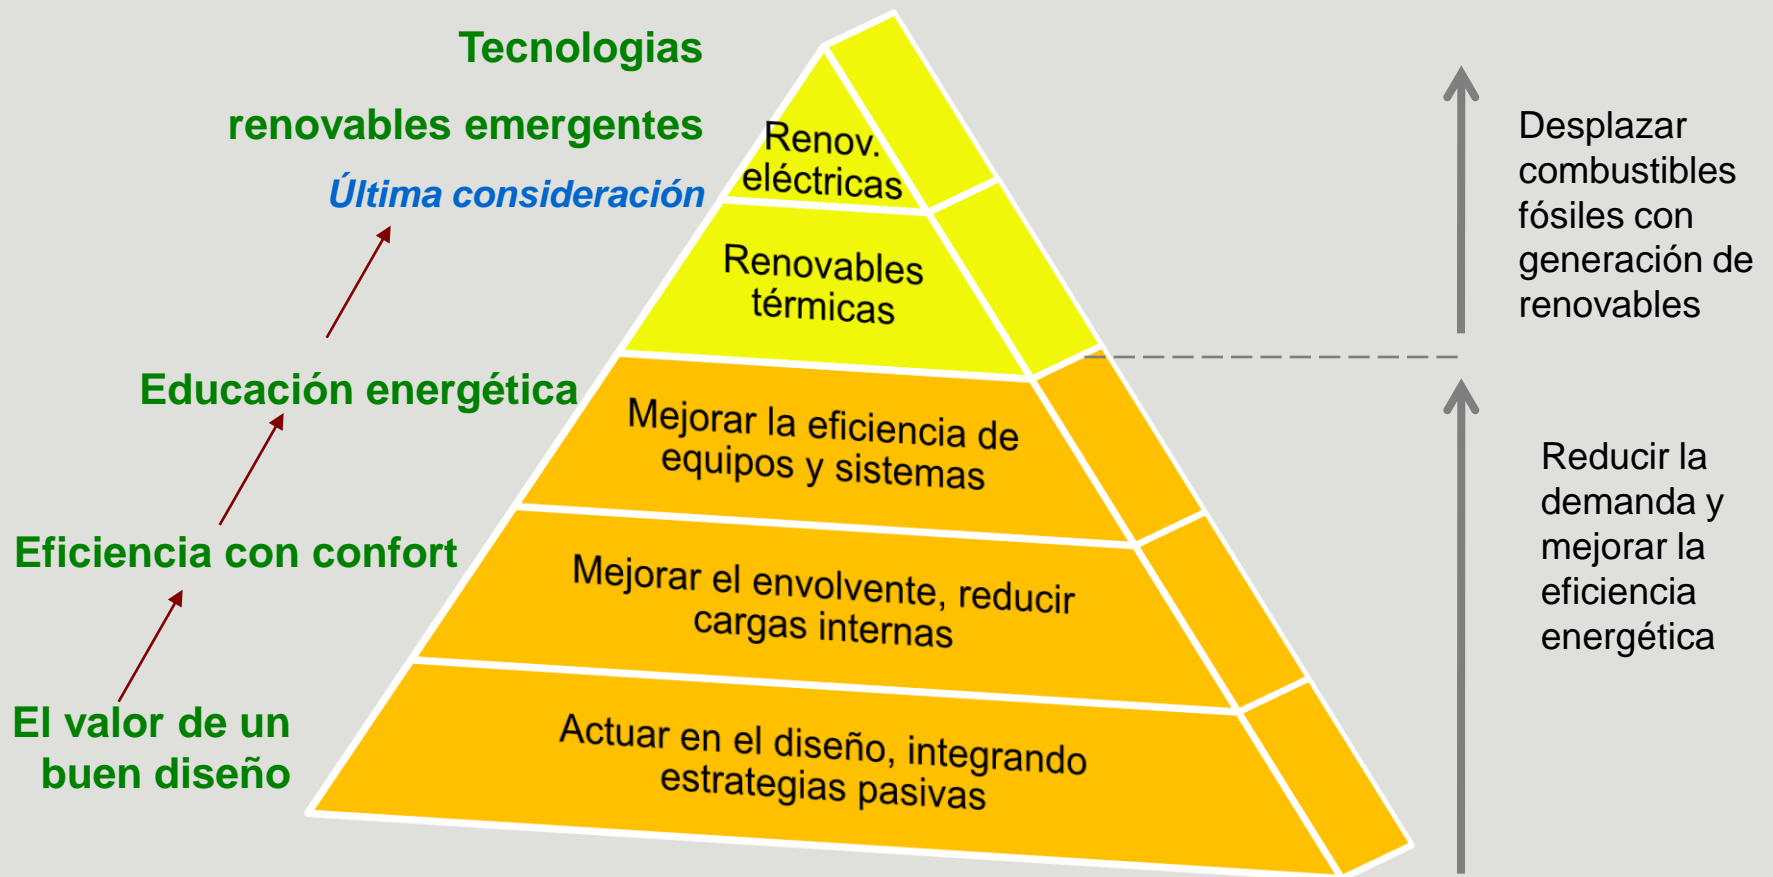 Tecnologias
renovables emergentes
Última consideración
Educación energética
Eficiencia con confort
El valor de un
buen diseño
Renov.
eléctricas
Renovables
térmicas
Mejorar la eficiencia de
equipos y sistemas
Mejorar el envolvente, reducir
cargas internas
Actuar en el diseño, integrando
estrategias pasivas
Desplazar
combustibles
fósiles con
generación de
renovables
Reducir la
demanda y
mejorar la
eficiencia
energética